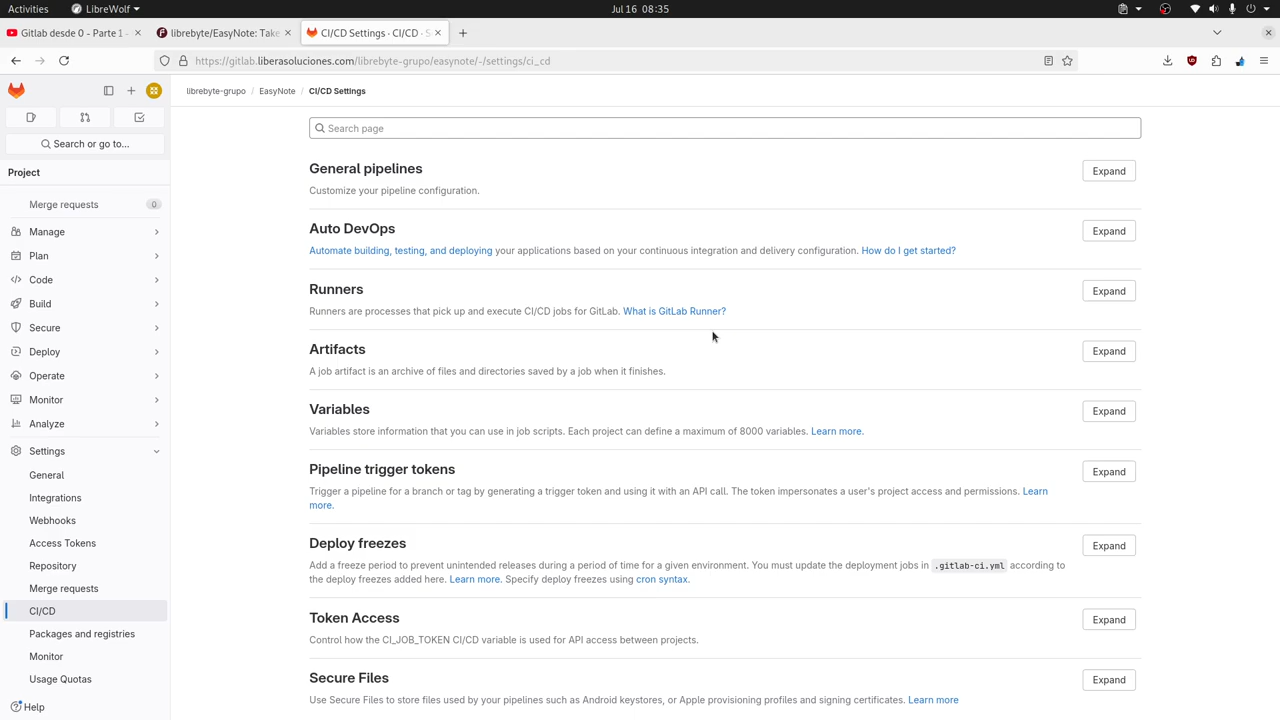 Activities
LibreWolf
Jul 16 08:35
Gitlab desde 0 - Parte 1 -
librebyte/EasyNote: Take
CI/CD Settings · CI/CD · S
https://gitlab.liberasoluciones.com/librebyte-grupo/easynote/-/settings/ci_cd
librebyte-grupo / EasyNote / CI/CD Settings
Search or go to...
Project
Merge requests 0
Manage
Plan
Code
Build
Secure
Deploy
Operate
Monitor
Analyze
Settings
General
Integrations
Webhooks
Access Tokens
Repository
Merge requests
CI/CD
Packages and registries
Monitor
Usage Quotas
Help
Search page
General pipelines
Expand
Customize your pipeline configuration.
Auto DevOps
Expand
Automate building, testing, and deploying your applications based on your continuous integration and delivery configuration. How do I get started?
Runners
Expand
Runners are processes that pick up and execute CI/CD jobs for GitLab. What is GitLab Runner?
Artifacts
Expand
A job artifact is an archive of files and directories saved by a job when it finishes.
Variables
Expand
Variables store information that you can use in job scripts. Each project can define a maximum of 8000 variables. Learn more.
Pipeline trigger tokens
Expand
Trigger a pipeline for a branch or tag by generating a trigger token and using it with an API call. The token impersonates a user's project access and permissions. Learn
more.
Deploy freezes
Expand
Add a freeze period to prevent unintended releases during a period of time for a given environment. You must update the deployment jobs in .gitlab-ci.yml according to
the deploy freezes added here. Learn more. Specify deploy freezes using cron syntax.
Token Access
Expand
Control how the CI_JOB_TOKEN CI/CD variable is used for API access between projects.
Secure Files
Expand
Use Secure Files to store files used by your pipelines such as Android keystores, or Apple provisioning profiles and signing certificates. Learn more